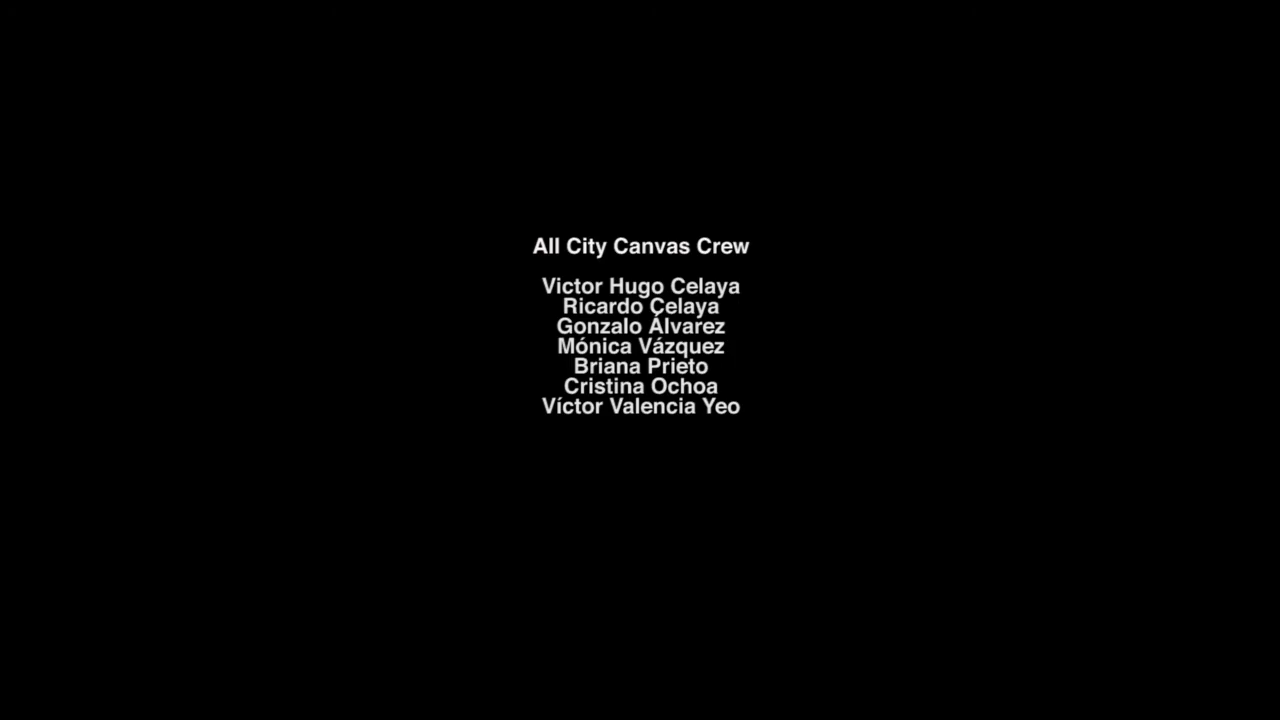 All City Canvas Crew
Victor Hugo Celaya
Ricardo Celaya
Gonzalo Álvarez
Mónica Vázquez
Briana Prieto
Cristina Ochoa
Víctor Valencia Yeo